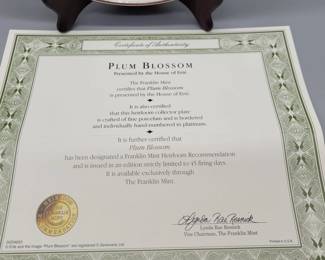 Certificate of Authenticity
PLUM BLOSSOM
Presented by the House of Erté
The Franklin Mint
certifies that Plum Blossom
is presented by the House of Erté.
It is also certified
that this heirloom collector plate
is crafted of fine porcelain and is bordered
and individually hand-numbered in platinum.
It is further certified that
Plum Blossom
has been designated a Franklin Mint Heirloom Recommendation
and is issued in an edition strictly limited to 45 firing days.
It is available exclusively through
The Franklin Mint.
Lynda Rae Resnick
Lynda Rae Resnick
Vice Chairman, The Franklin Mint